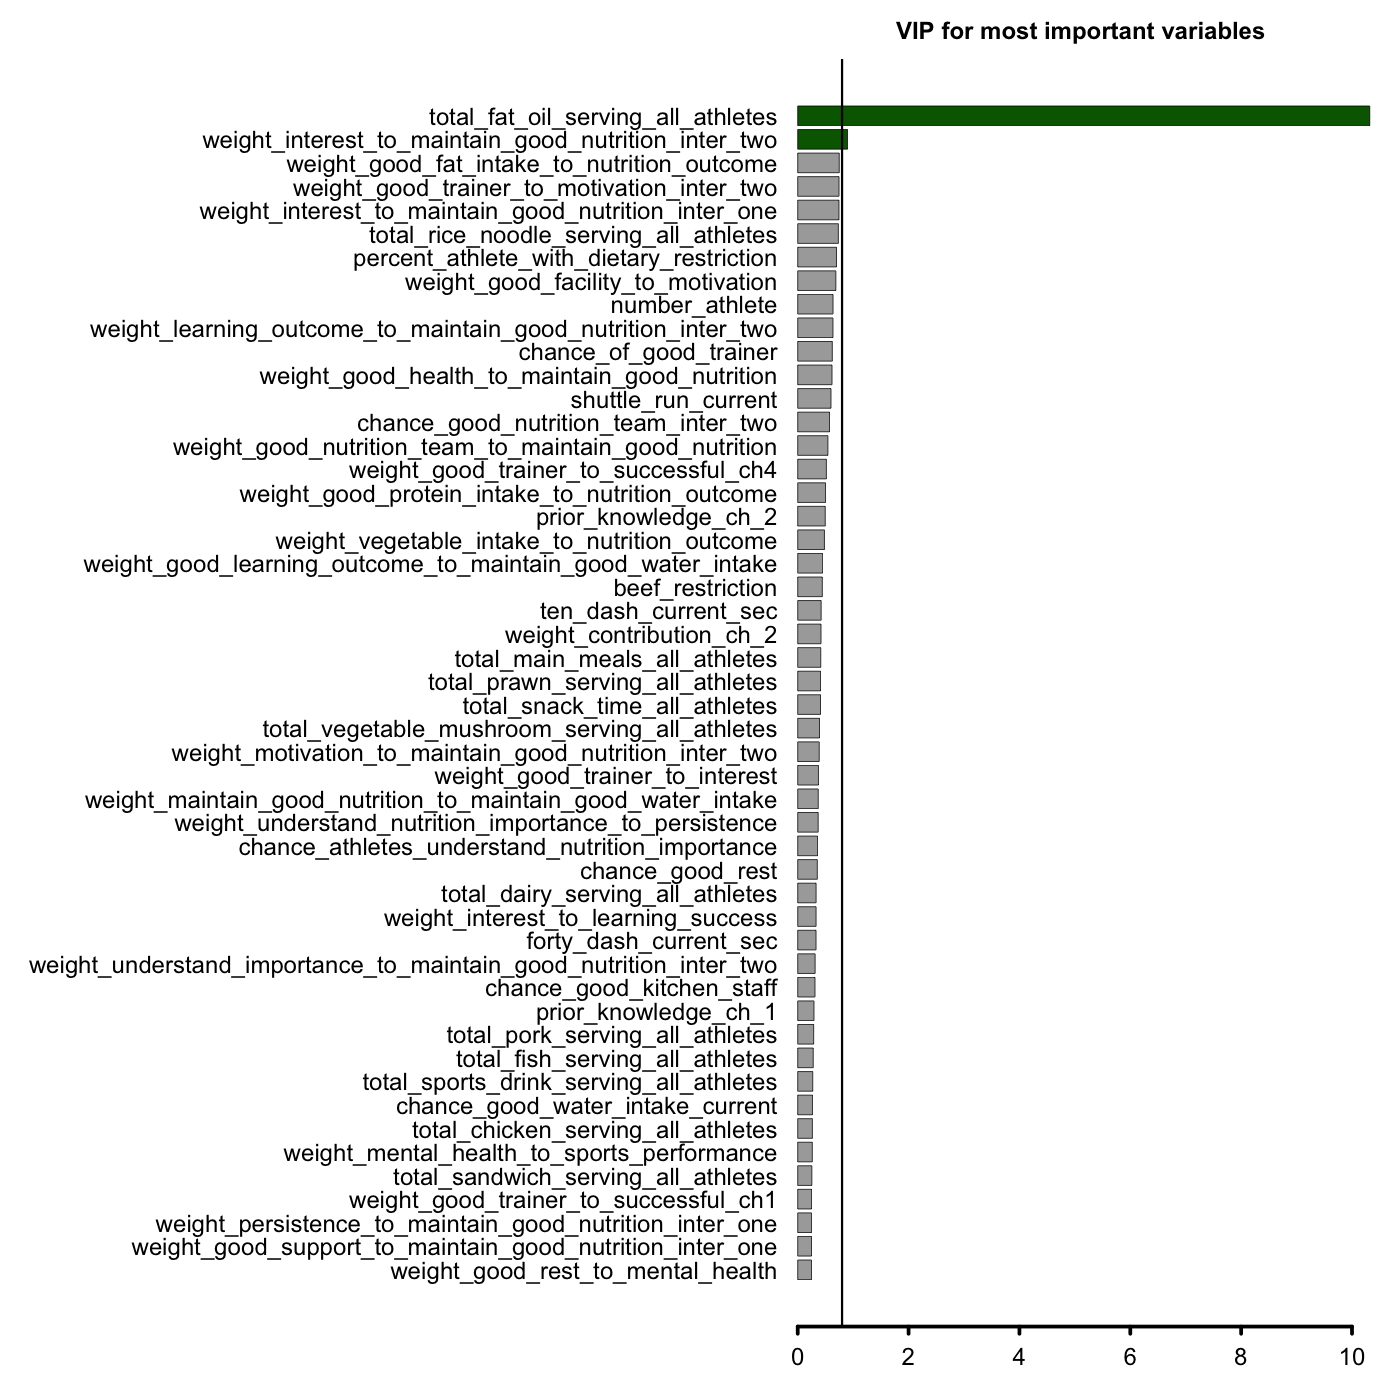 VIP for most important variables
total_fat_oil_serving_all_athletes
weight_interest_to_maintain_good_nutrition_inter_two
weight_good_fat_intake_to_nutrition_outcome
weight_good_trainer_to_motivation_inter_two
weight_interest_to_maintain_good_nutrition_inter_one
total_rice_noodle_serving_all_athletes
percent_athlete_with_dietary_restriction
weight_good_facility_to_motivation
number_athlete
weight_learning_outcome_to_maintain_good_nutrition_inter_two
chance_of_good_trainer
weight_good_health_to_maintain_good_nutrition
shuttle_run_current
chance_good_nutrition_team_inter_two
weight_good_nutrition_team_to_maintain_good_nutrition
weight_good_trainer_to_successful_ch4
weight_good_protein_intake_to_nutrition_outcome
prior_knowledge_ch_2
weight_vegetable_intake_to_nutrition_outcome
weight_good_learning_outcome_to_maintain_good_water_intake
beef_restriction
ten_dash_current_sec
weight_contribution_ch_2
total_main_meals_all_athletes
total_prawn_serving_all_athletes
total_snack_time_all_athletes
total_vegetable_mushroom_serving_all_athletes
weight_motivation_to_maintain_good_nutrition_inter_two
weight_good_trainer_to_interest
weight_maintain_good_nutrition_to_maintain_good_water_intake
weight_understand_nutrition_importance_to_persistence
chance_athletes_understand_nutrition_importance
chance_good_rest
total_dairy_serving_all_athletes
weight_interest_to_learning_success
forty_dash_current_sec
weight_understand_importance_to_maintain_good_nutrition_inter_two
chance_good_kitchen_staff
prior_knowledge_ch_1
total_pork_serving_all_athletes
total_fish_serving_all_athletes
total_sports_drink_serving_all_athletes
chance_good_water_intake_current
total_chicken_serving_all_athletes
weight_mental_health_to_sports_performance
total_sandwich_serving_all_athletes
weight_good_trainer_to_successful_ch1
weight_persistence_to_maintain_good_nutrition_inter_one
weight_good_support_to_maintain_good_nutrition_inter_one
weight_good_rest_to_mental_health
0 2 4 6 8 10